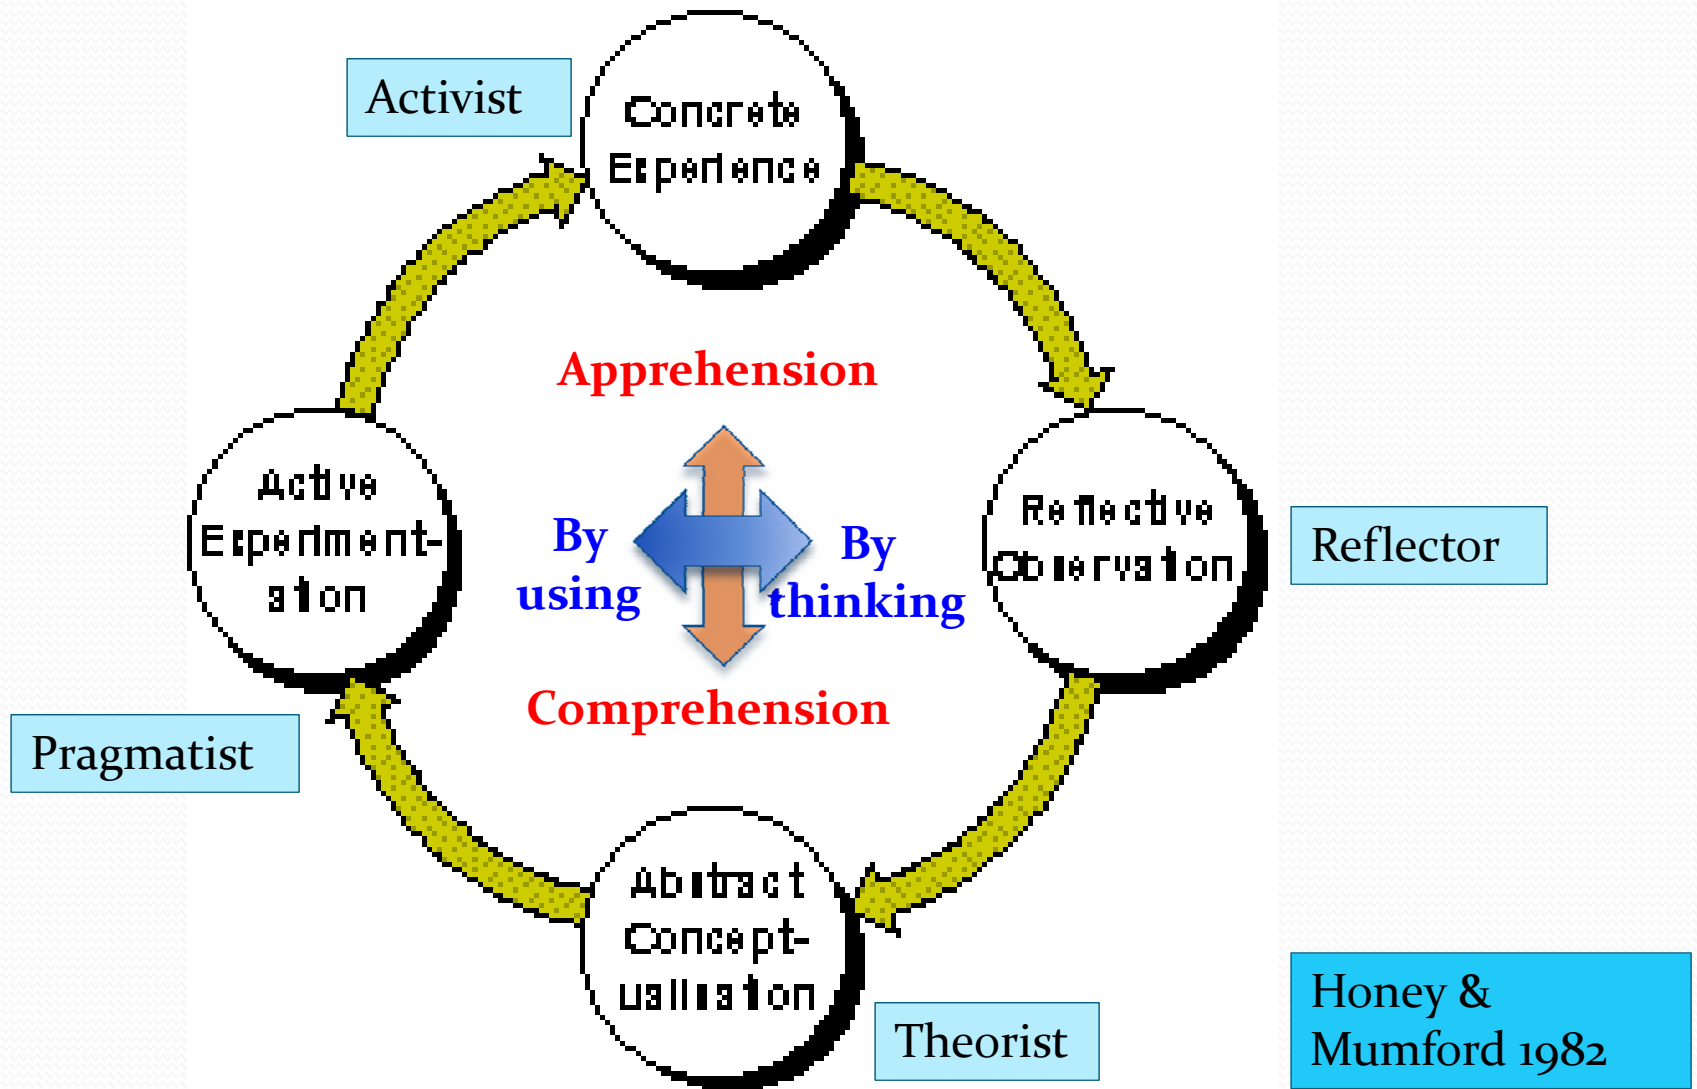 Activist
Concrete
Experience
Apprehension
Active
Experiment-
ation
By
using
By
thinking
Reflective
Observation
Reflector
Comprehension
Pragmatist
Abstract
Concept-
ualisation
Theorist
Honey &
Mumford 1982